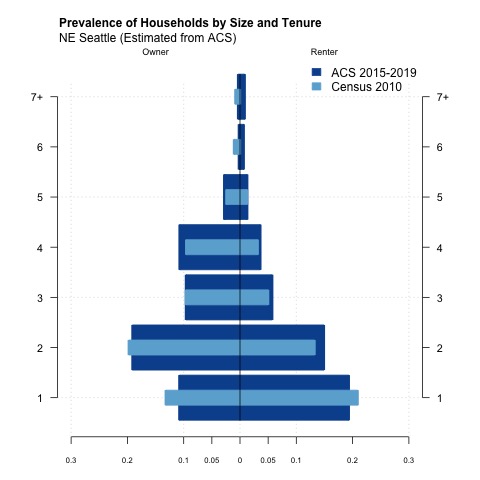 Prevalence of Households by Size and Tenure
NE Seattle (Estimated from ACS)
Owner Renter
ACS 2015-2019
Census 2010
7+ 7+
6 6
5 5
4 4
3 3
2 2
1 1
0.3 0.2 0.1 0.05 0 0.05 0.1 0.2 0.3